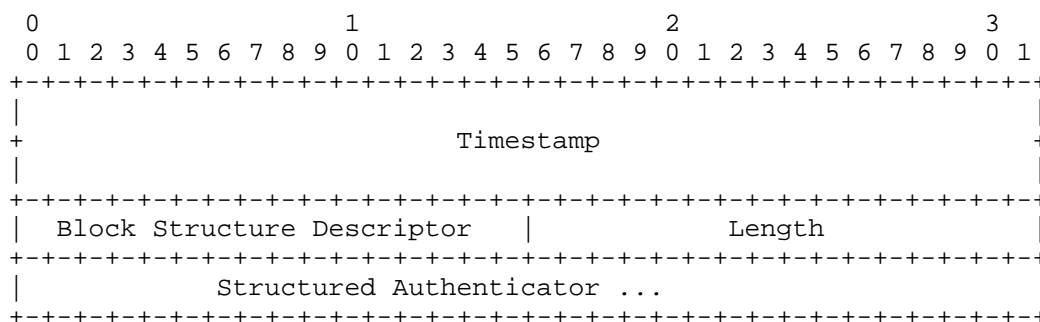 0                   1                   2                   3
 0 1 2 3 4 5 6 7 8 9 0 1 2 3 4 5 6 7 8 9 0 1 2 3 4 5 6 7 8 9 0 1
+-+-+-+-+-+-+-+-+-+-+-+-+-+-+-+-+-+-+-+-+-+-+-+-+-+-+-+-+-+-+-+-+
|                                                               |
+                           Timestamp                           +
|                                                               |
+-+-+-+-+-+-+-+-+-+-+-+-+-+-+-+-+-+-+-+-+-+-+-+-+-+-+-+-+-+-+-+-+
|  Block Structure Descriptor   |            Length             |
+-+-+-+-+-+-+-+-+-+-+-+-+-+-+-+-+-+-+-+-+-+-+-+-+-+-+-+-+-+-+-+-+
|            Structured Authenticator ...
+-+-+-+-+-+-+-+-+-+-+-+-+-+-+-+-+-+-+-+-+-+-+-+-+-+-+-+-+-+-+-+-+